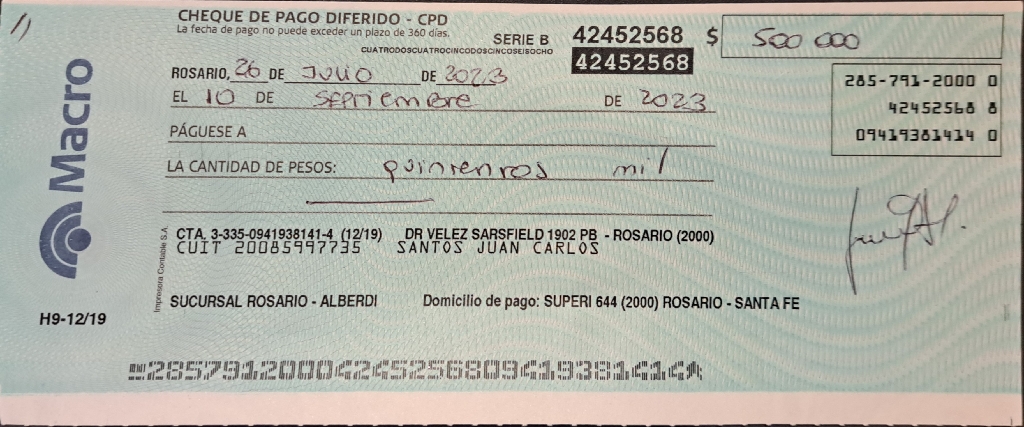 1)
CHEQUE DE PAGO DIFERIDO - CPD
La fecha de pago no puede exceder un plazo de 360 días.
CUATRODOSCUATROCINCODOSCINCOSEISOCHO
SERIE B 42452568 $ 500 000
42452568
ROSARIO, 26 DE JULIO DE 2023
285-791-2000 0
EL 10 DE SEPTIEMBRE DE 2023
42452568 8
PÁGUESE A
09419381414 0
LA CANTIDAD DE PESOS: quinientos mil
Macro
CTA. 3-335-0941938141-4 (12/19) DR VELEZ SARSFIELD 1902 PB - ROSARIO (2000)
CUIT 20085997735 SANTOS JUAN CARLOS
Impresora Contable S.A.
SUCURSAL ROSARIO - ALBERDI Domicilio de pago: SUPERI 644 (2000) ROSARIO - SANTA FE
H9-12/19
28579120004245256809419381414